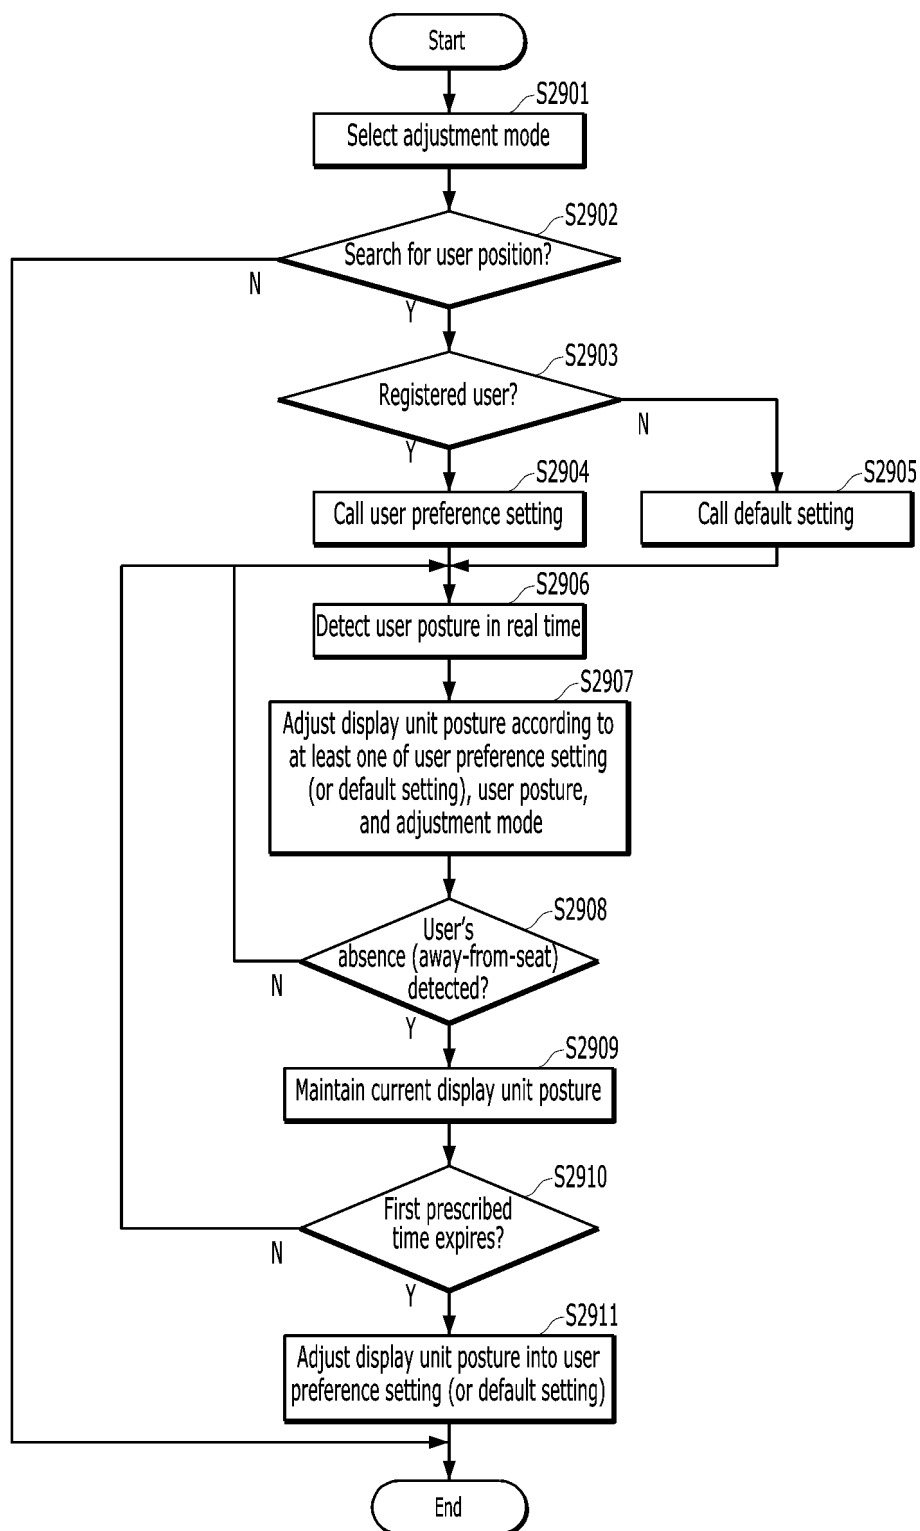 Start
S2901
Select adjustment mode
S2902
Search for user position?
N
Y
S2903
Registered user?
N
Y
S2904
S2905
Call user preference setting
Call default setting
S2906
Detect user posture in real time
S2907
Adjust display unit posture according to
at least one of user preference setting
(or default setting), user posture,
and adjustment mode
S2908
User's
absence (away-from-seat)
detected?
N
Y
S2909
Maintain current display unit posture
S2910
First prescribed
time expires?
N
Y
S2911
Adjust display unit posture into user
preference setting (or default setting)
End